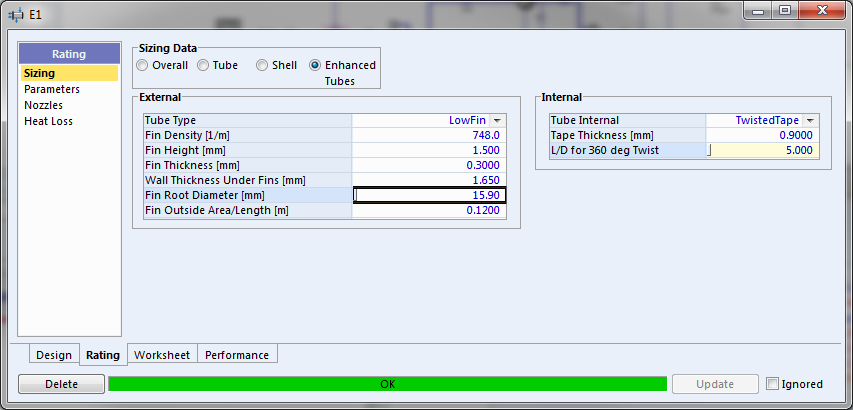 E1
Rating
Sizing
Parameters
Nozzles
Heat Loss
Sizing Data
Overall Tube Shell Enhanced Tubes
External
Tube Type LowFin
Fin Density [1/m] 748.0
Fin Height [mm] 1.500
Fin Thickness [mm] 0.3000
Wall Thickness Under Fins [mm] 1.650
Fin Root Diameter [mm] 15.90
Fin Outside Area/Length [m] 0.1200
Internal
Tube Internal TwistedTape
Tape Thickness [mm] 0.9000
L/D for 360 deg Twist 5.000
Design Rating Worksheet Performance
Delete OK Update Ignored